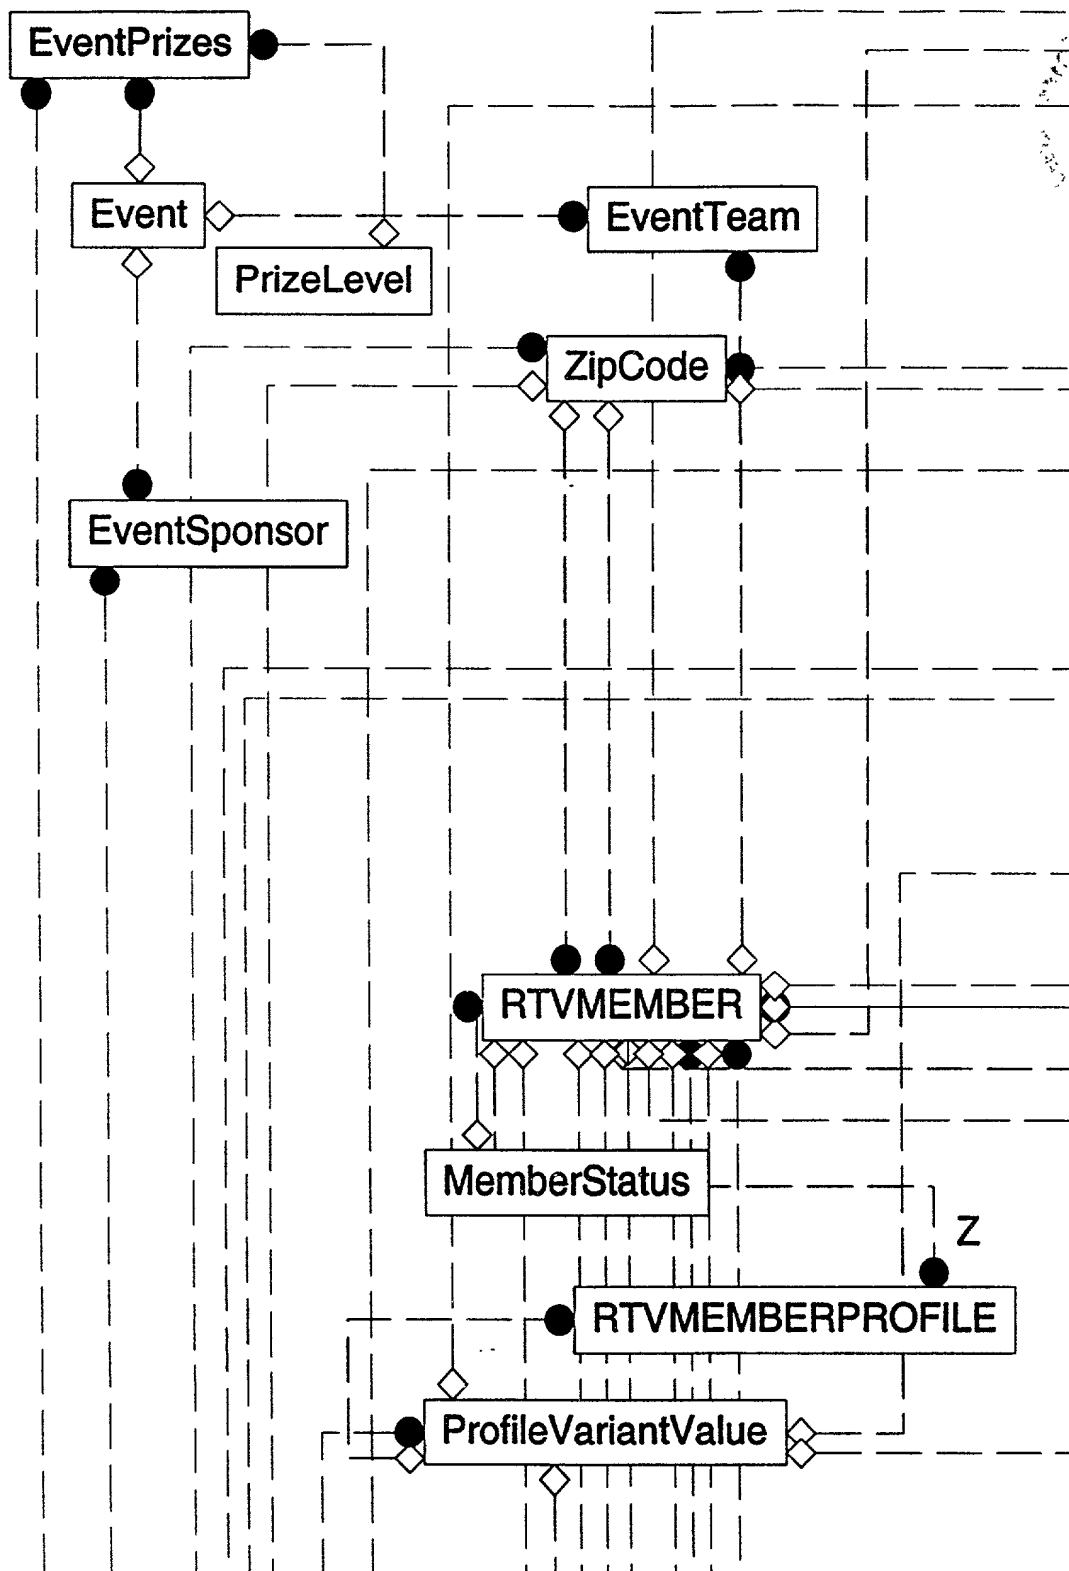 EventPrizes
Event
EventTeam
PrizeLevel
ZipCode
EventSponsor
RTVMEMBER
MemberStatus
Z
RTVMEMBERPROFILE
ProfileVariantValue